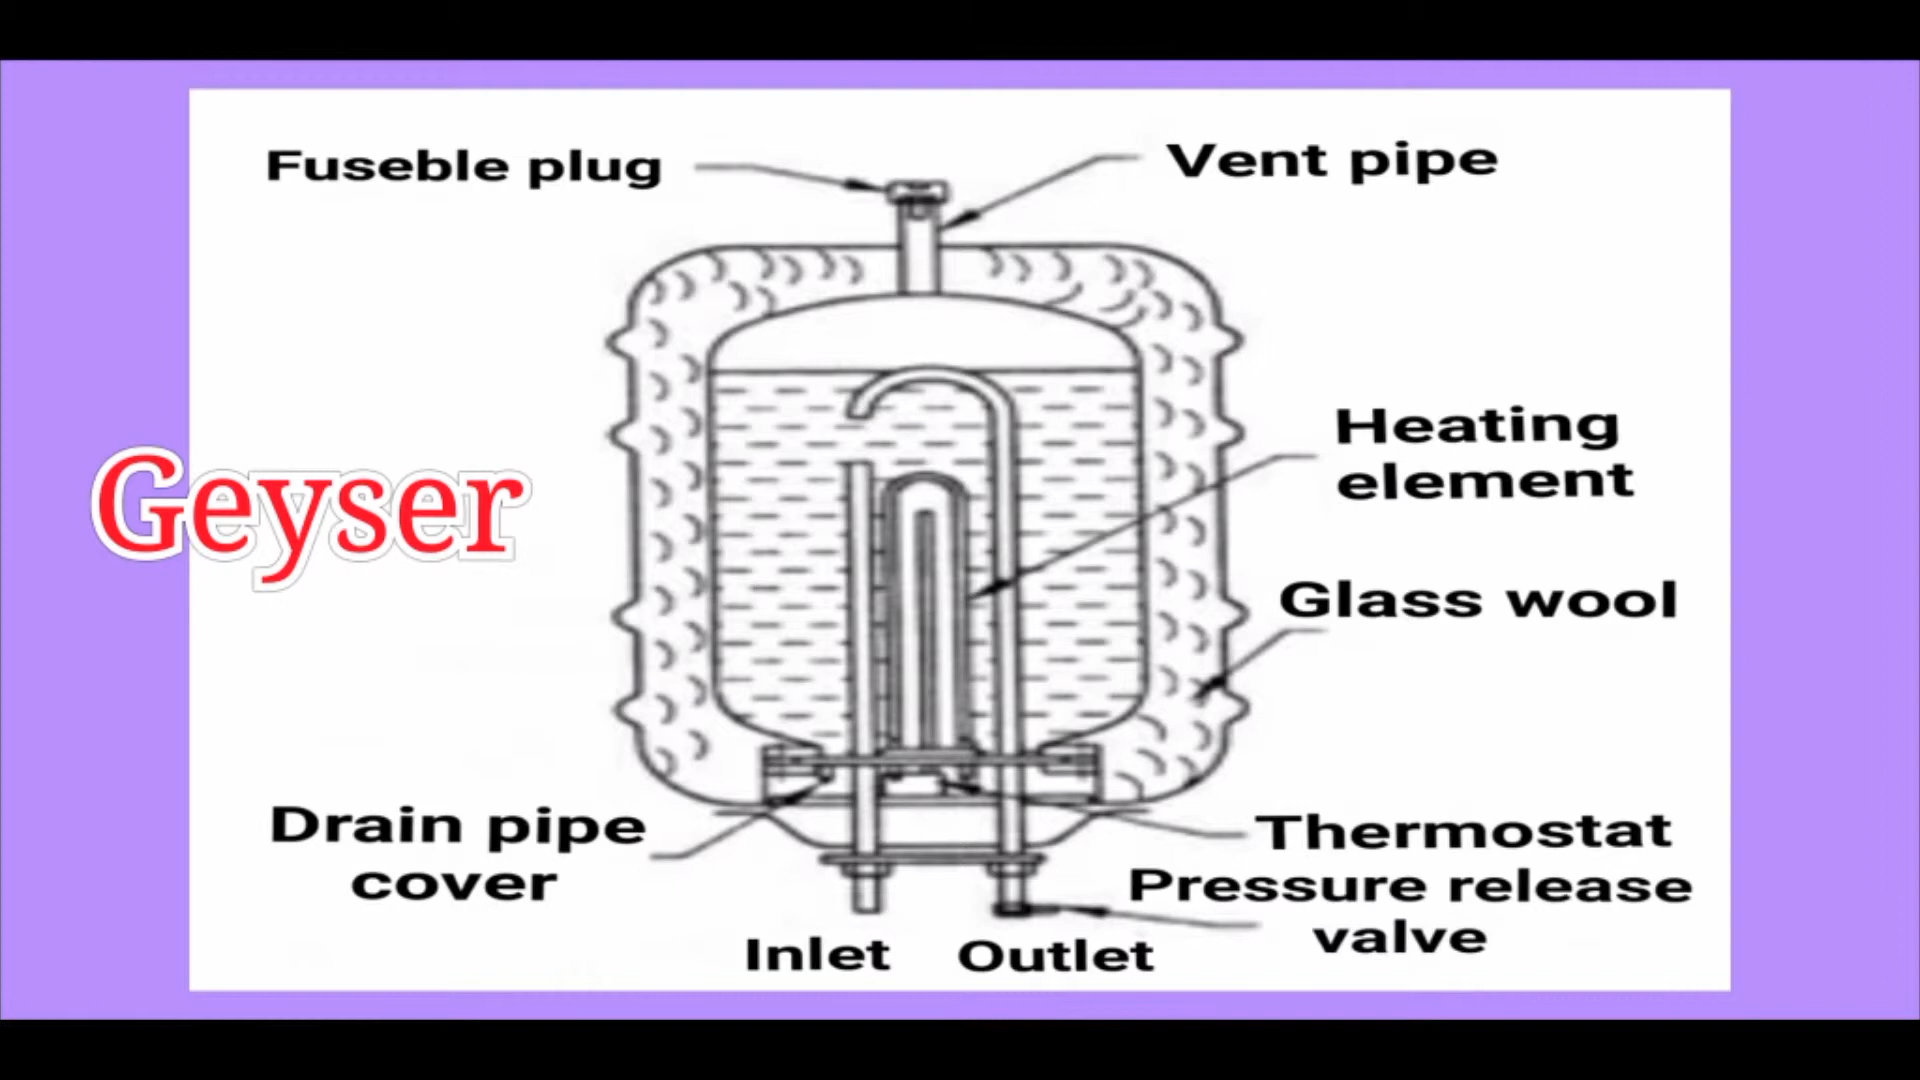 Fuseble plug
Vent pipe
Heating
element
Geyser
Glass wool
Drain pipe
cover
Thermostat
Pressure release
valve
Inlet
Outlet